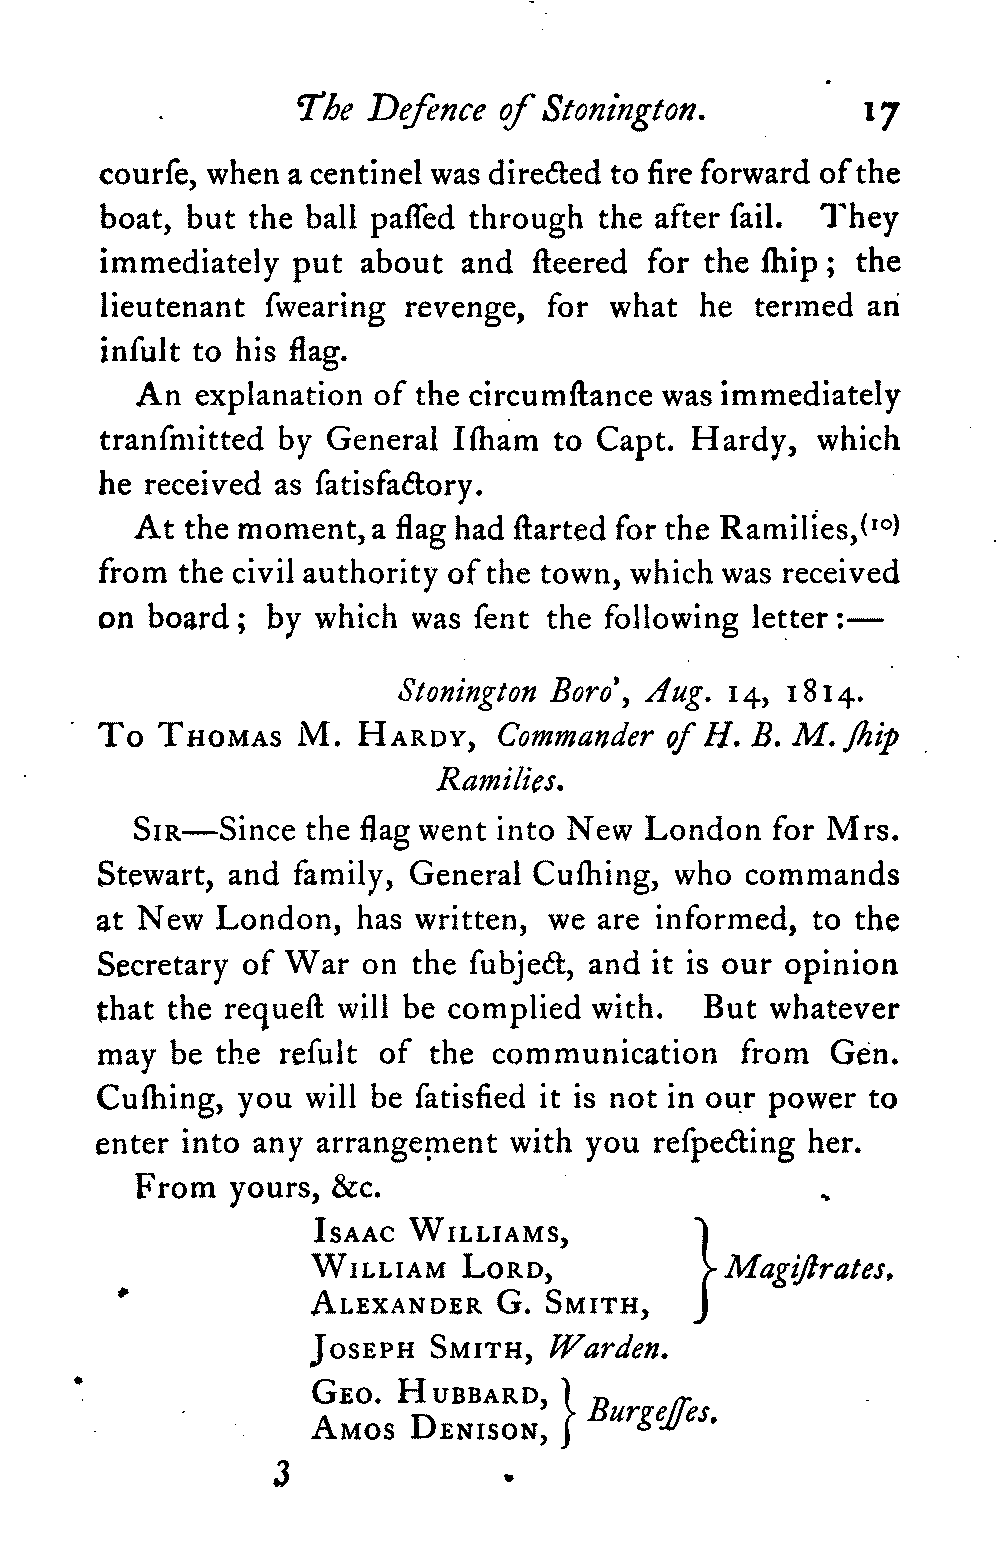 The Defence of Stonington. 17
courſe, when a centinel was directed to fire forward of the
boat, but the ball paſſed through the after ſail. They
immediately put about and ſteered for the ſhip; the
lieutenant ſwearing revenge, for what he termed an
inſult to his flag.
An explanation of the circumſtance was immediately
tranſmitted by General Iſham to Capt. Hardy, which
he received as ſatisfactory.
At the moment, a flag had ſtarted for the Ramilies,(10)
from the civil authority of the town, which was received
on board; by which was ſent the following letter:—
Stonington Boro', Aug. 14, 1814.
To Thomas M. Hardy, Commander of H. B. M. ſhip
Ramilies.
Sir—Since the flag went into New London for Mrs.
Stewart, and family, General Cuſhing, who commands
at New London, has written, we are informed, to the
Secretary of War on the ſubject, and it is our opinion
that the requeſt will be complied with. But whatever
may be the reſult of the communication from Gen.
Cuſhing, you will be ſatisfied it is not in our power to
enter into any arrangement with you reſpecting her.
From yours, &c.
Isaac Williams,
William Lord, } Magiſtrates.
Alexander G. Smith,
Joseph Smith, Warden.
Geo. Hubbard, } Burgeſſes.
Amos Denison,
3